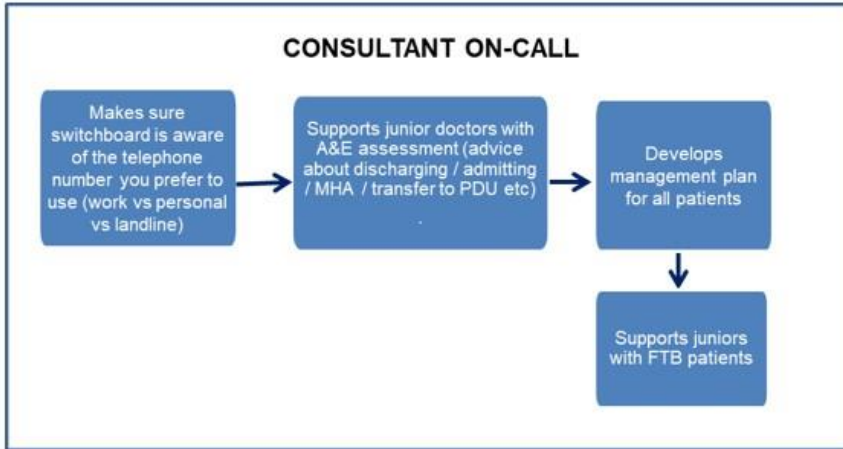 CONSULTANT ON-CALL
Makes sure
switchboard is aware
of the telephone
number you prefer to
use (work vs personal
vs landline)
Supports junior doctors with
A&E assessment (advice
about discharging / admitting
/ MHA / transfer to PDU etc)
.
Develops
management plan
for all patients
Supports juniors
with FTB patients